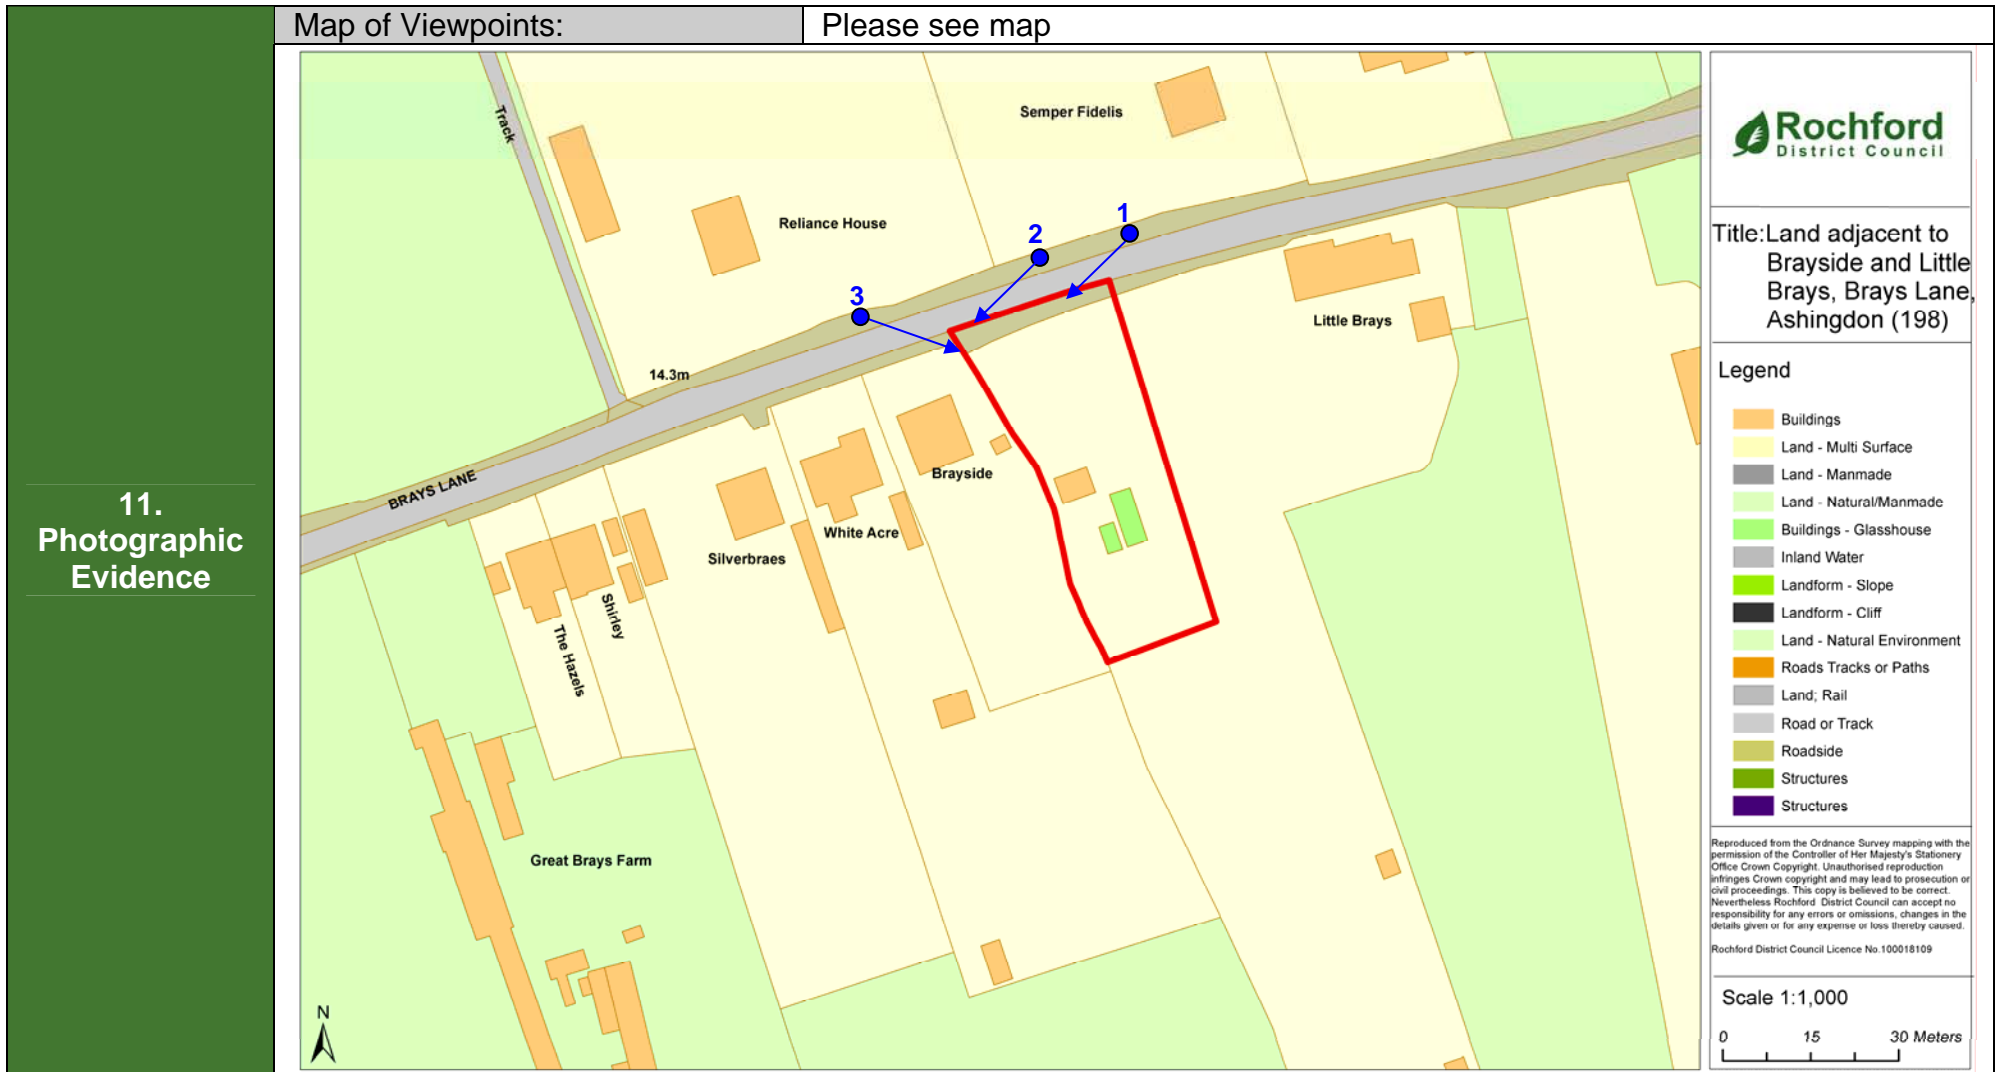 Map of Viewpoints:
Please see map
11.
Photographic
Evidence
Track
Semper Fidelis
Reliance House
1
2
3
Little Brays
14.3m
BRAYS LANE
Brayside
White Acre
Silverbraes
Shirley
The Hazels
Great Brays Farm
N
Rochford
District Council
Title:Land adjacent to
Brayside and Little
Brays, Brays Lane,
Ashingdon (198)
Legend
Buildings
Land - Multi Surface
Land - Manmade
Land - Natural/Manmade
Buildings - Glasshouse
Inland Water
Landform - Slope
Landform - Cliff
Land - Natural Environment
Roads Tracks or Paths
Land; Rail
Road or Track
Roadside
Structures
Structures
Reproduced from the Ordnance Survey mapping with the
permission of the Controller of Her Majesty's Stationery
Office Crown Copyright. Unauthorised reproduction
infringes Crown copyright and may lead to prosecution or
civil proceedings. This copy is believed to be correct.
Nevertheless Rochford District Council can accept no
responsibility for any errors or omissions, changes in the
details given or for any expense or loss thereby caused.
Rochford District Council Licence No.100018109
Scale 1:1,000
0 15 30 Meters